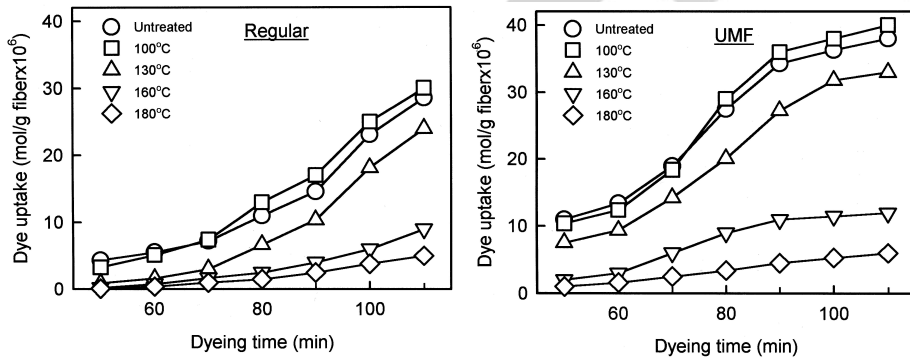 Regular
Untreated
100°C
130°C
160°C
180°C
40
30
20
10
0
60
80
100
Dye uptake (mol/g fiberx10⁶)
Dyeing time (min)
UMF
Untreated
100°C
130°C
160°C
180°C
40
30
20
10
0
60
80
100
Dye uptake (mol/g fiberx10⁶)
Dyeing time (min)